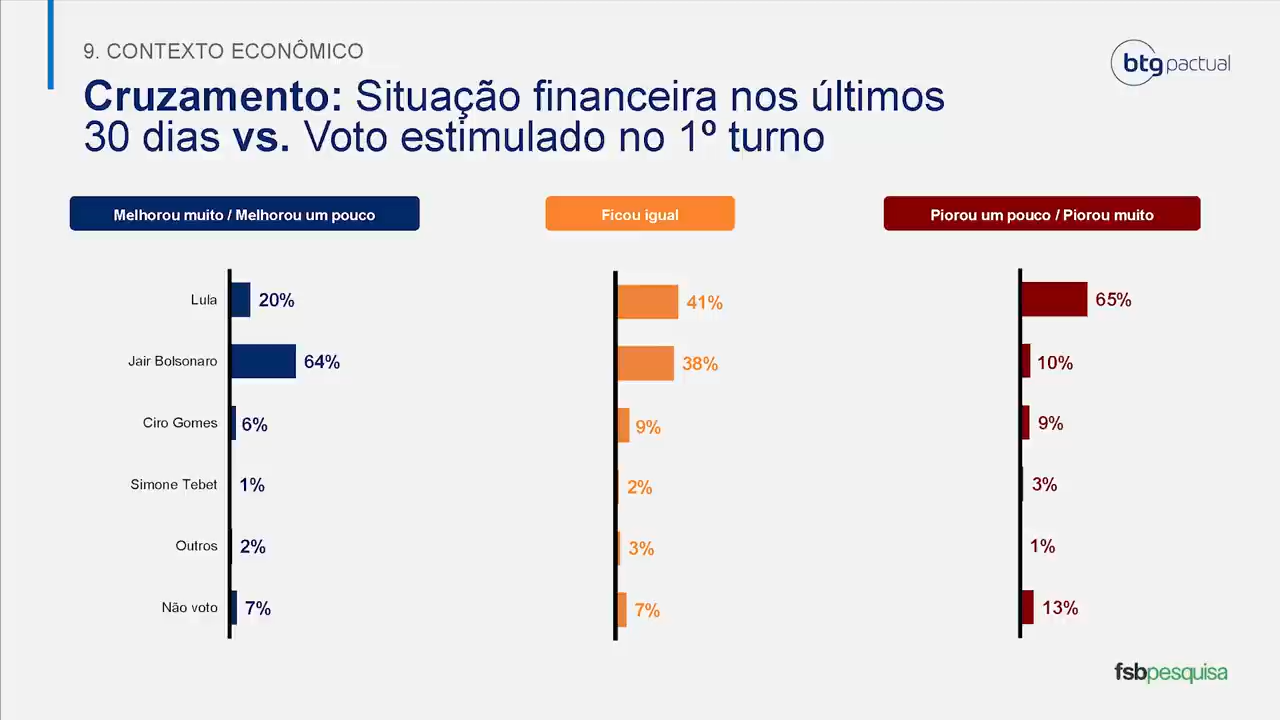 9. CONTEXTO ECONÔMICO
btgpactual
Cruzamento: Situação financeira nos últimos
30 dias vs. Voto estimulado no 1º turno
Melhorou muito / Melhorou um pouco
Ficou igual
Piorou um pouco / Piorou muito
Lula 20% 41% 65%
Jair Bolsonaro 64% 38% 10%
Ciro Gomes 6% 9% 9%
Simone Tebet 1% 2% 3%
Outros 2% 3% 1%
Não voto 7% 7% 13%
fsbpesquisa